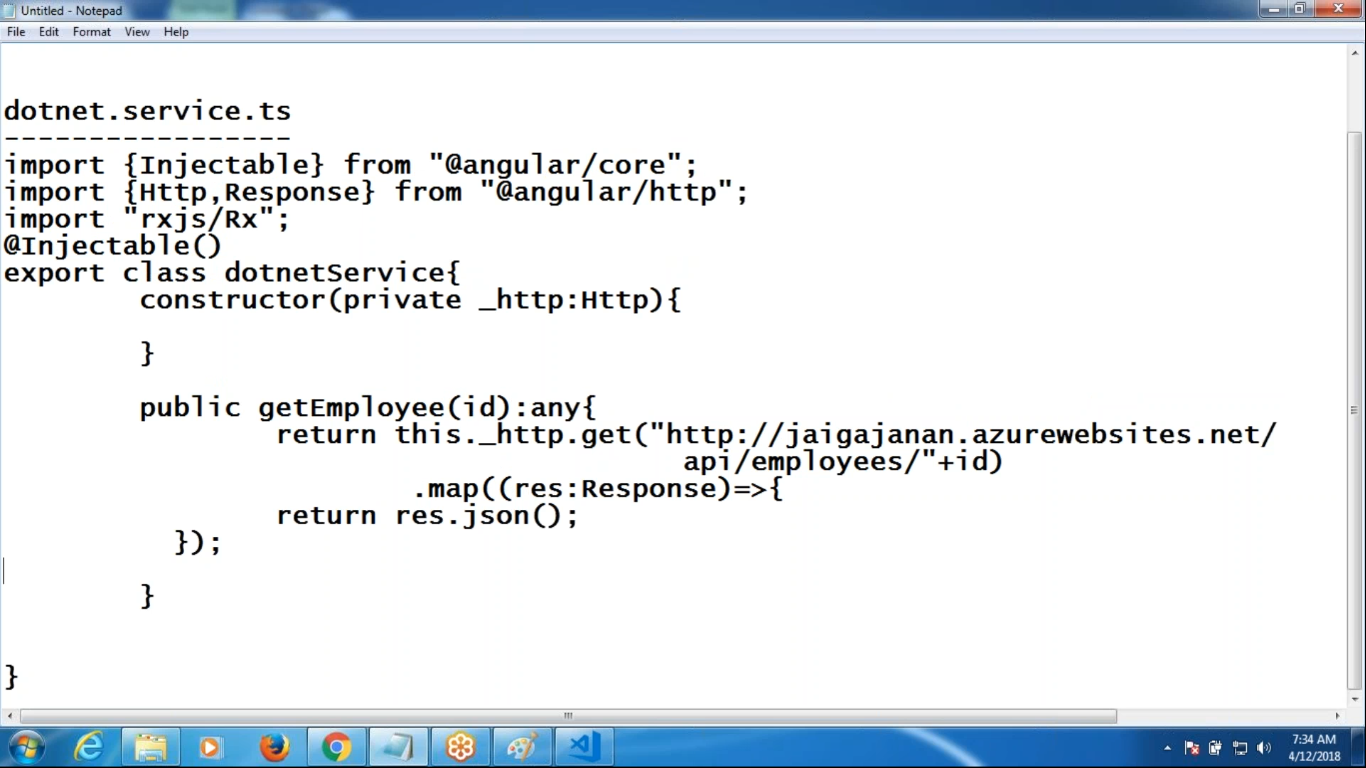 Untitled - Notepad
File Edit Format View Help
dotnet.service.ts
-----------------
import {Injectable} from "@angular/core";
import {Http,Response} from "@angular/http";
import "rxjs/Rx";
@Injectable()
export class dotnetService{
constructor(private _http:Http){
}
public getEmployee(id):any{
return this._http.get("http://jaigajanan.azurewebsites.net/
api/employees/"+id)
.map((res:Response)=>{
return res.json();
});
}
}
7:34 AM
4/12/2018